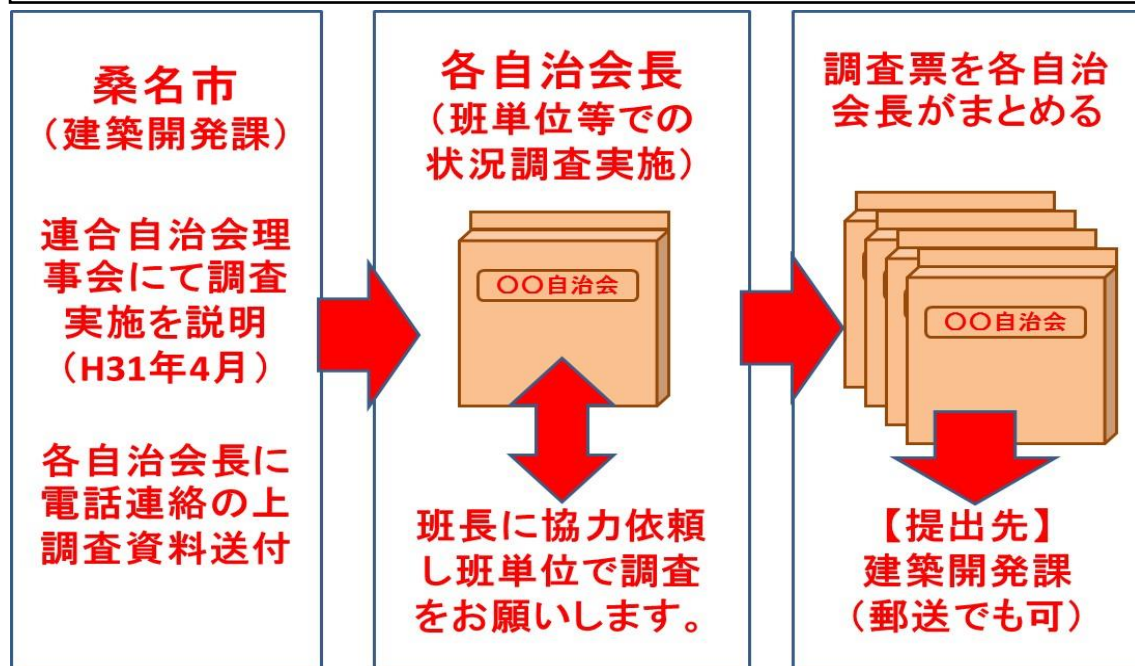 桑名市
（建築開発課）
連合自治会理
事会にて調査
実施を説明
（H31年4月）
各自治会長に
電話連絡の上
調査資料送付
各自治会長
（班単位等での
状況調査実施）
〇〇自治会
班長に協力依頼
し班単位で調査
をお願いします。
調査票を各自治
会長がまとめる
〇〇自治会
【提出先】
建築開発課
（郵送でも可）